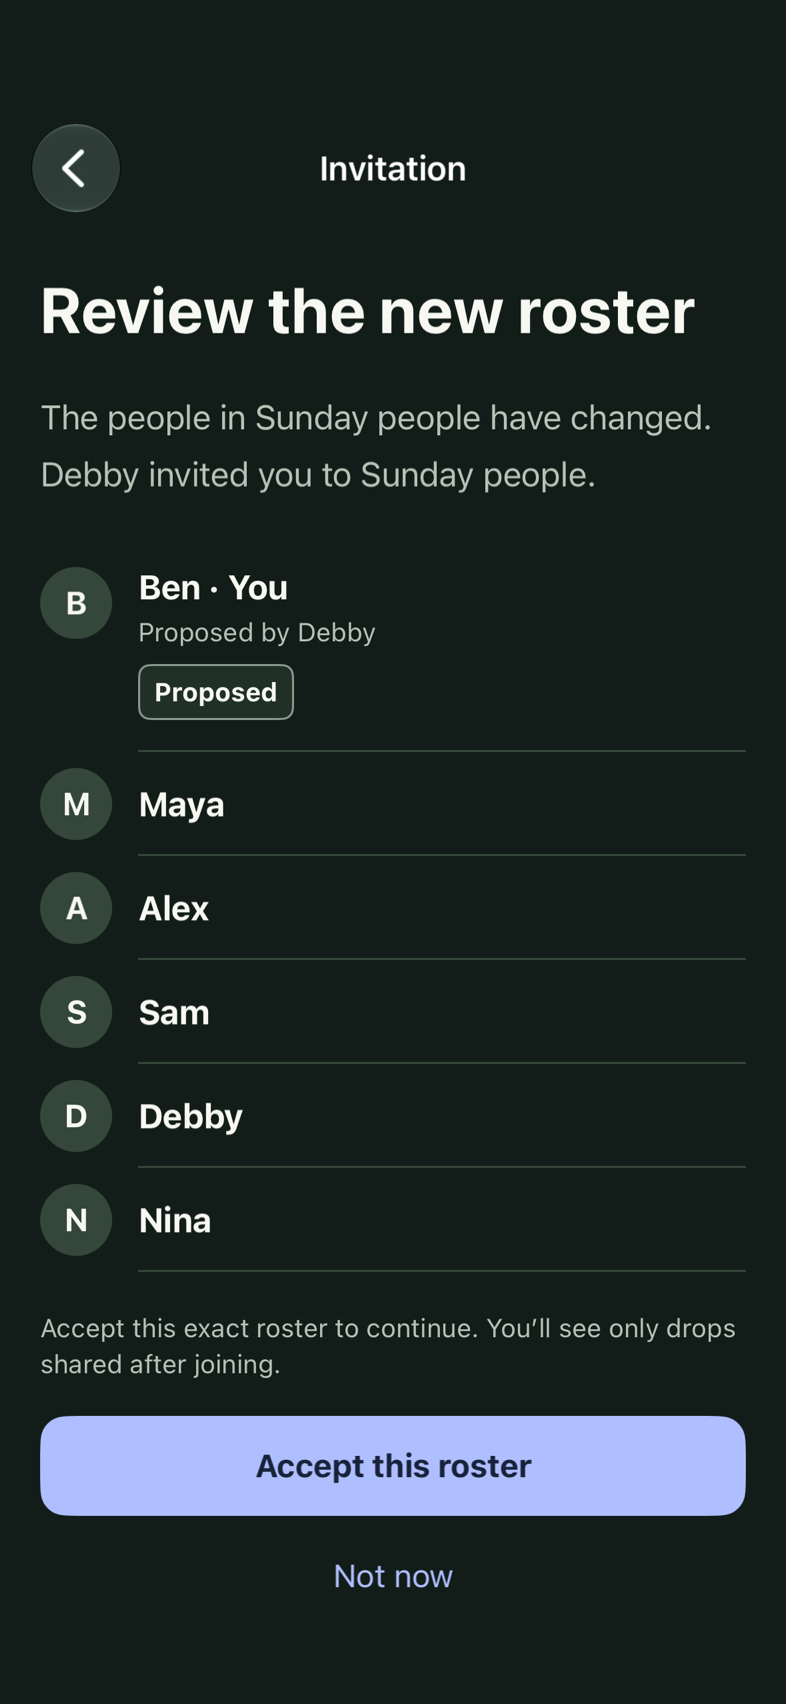 Invitation
Review the new roster
The people in Sunday people have changed.
Debby invited you to Sunday people.
B
Ben · You
Proposed by Debby
Proposed
M
Maya
A
Alex
S
Sam
D
Debby
N
Nina
Accept this exact roster to continue. You’ll see only drops
shared after joining.
Accept this roster
Not now